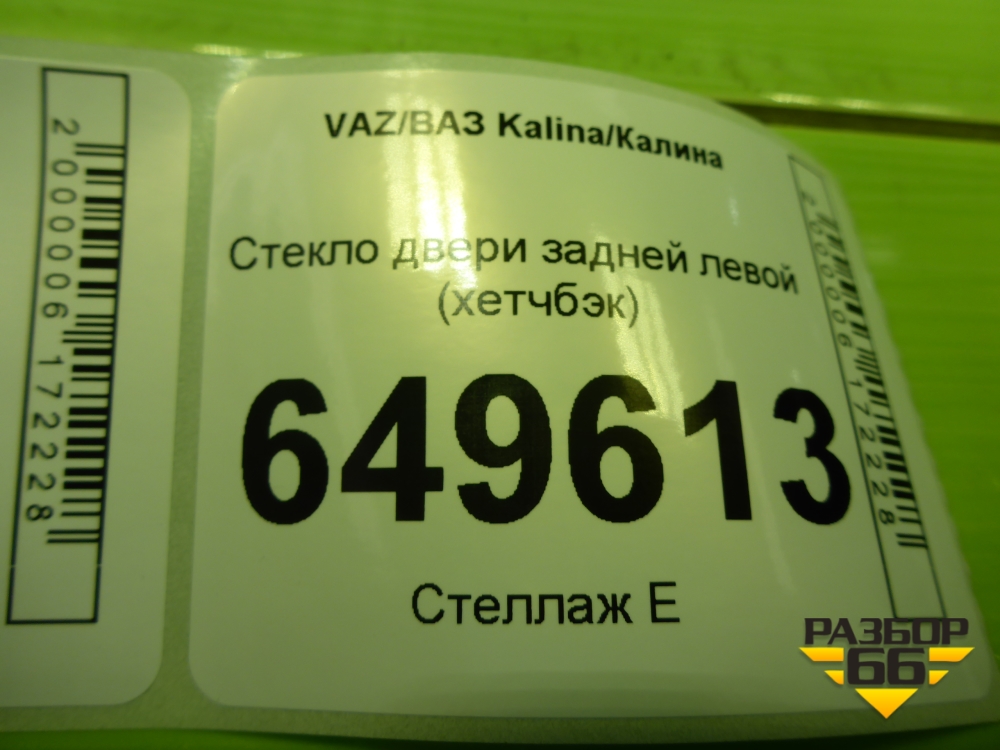 2000006172228
VAZ/ВАЗ Kalina/Калина
Стекло двери задней левой
(хетчбэк)
649613
Стеллаж Е
2000006172228
РАЗБОР
66